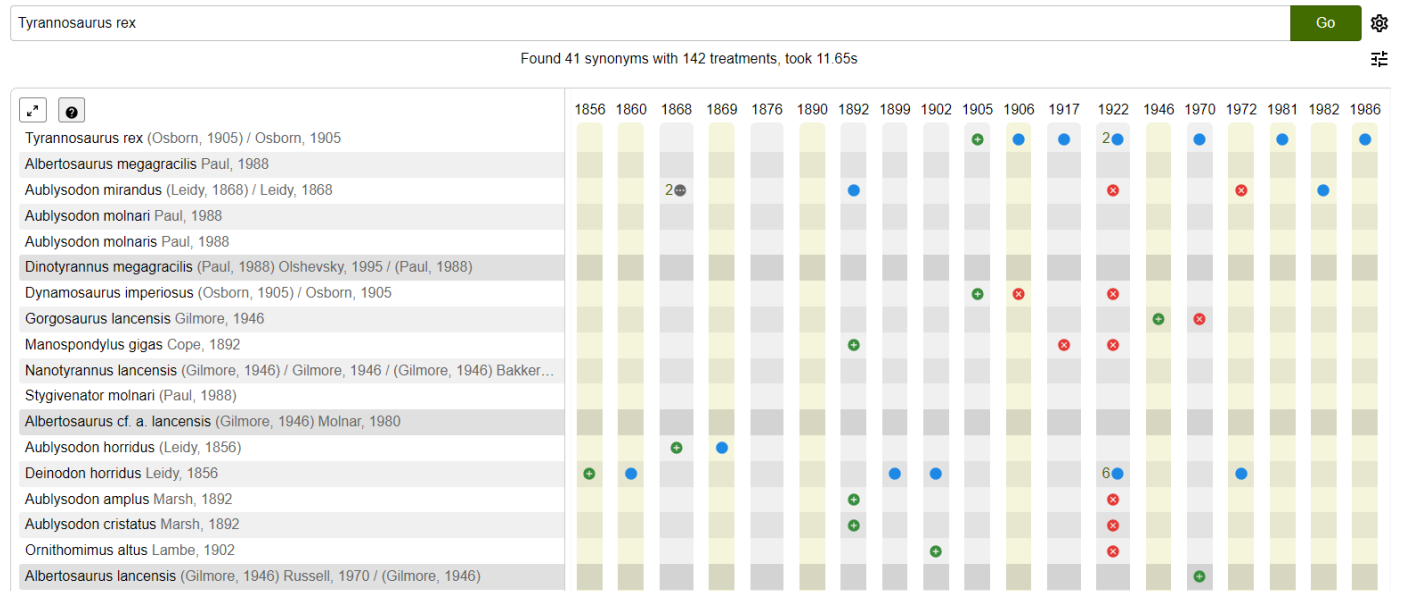 Tyrannosaurus rex
Go
Found 41 synonyms with 142 treatments, took 11.65s
1856 1860 1868 1869 1876 1890 1892 1899 1902 1905 1906 1917 1922 1946 1970 1972 1981 1982 1986
Tyrannosaurus rex (Osborn, 1905) / Osborn, 1905 2
Albertosaurus megagracilis Paul, 1988
Aublysodon mirandus (Leidy, 1868) / Leidy, 1868 2
Aublysodon molnari Paul, 1988
Aublysodon molnaris Paul, 1988
Dinotyrannus megagracilis (Paul, 1988) Olshevsky, 1995 / (Paul, 1988)
Dynamosaurus imperiosus (Osborn, 1905) / Osborn, 1905
Gorgosaurus lancensis Gilmore, 1946
Manospondylus gigas Cope, 1892
Nanotyrannus lancensis (Gilmore, 1946) / Gilmore, 1946 / (Gilmore, 1946) Bakker…
Stygivenator molnari (Paul, 1988)
Albertosaurus cf. a. lancensis (Gilmore, 1946) Molnar, 1980
Aublysodon horridus (Leidy, 1856)
Deinodon horridus Leidy, 1856 6
Aublysodon amplus Marsh, 1892
Aublysodon cristatus Marsh, 1892
Ornithomimus altus Lambe, 1902
Albertosaurus lancensis (Gilmore, 1946) Russell, 1970 / (Gilmore, 1946)